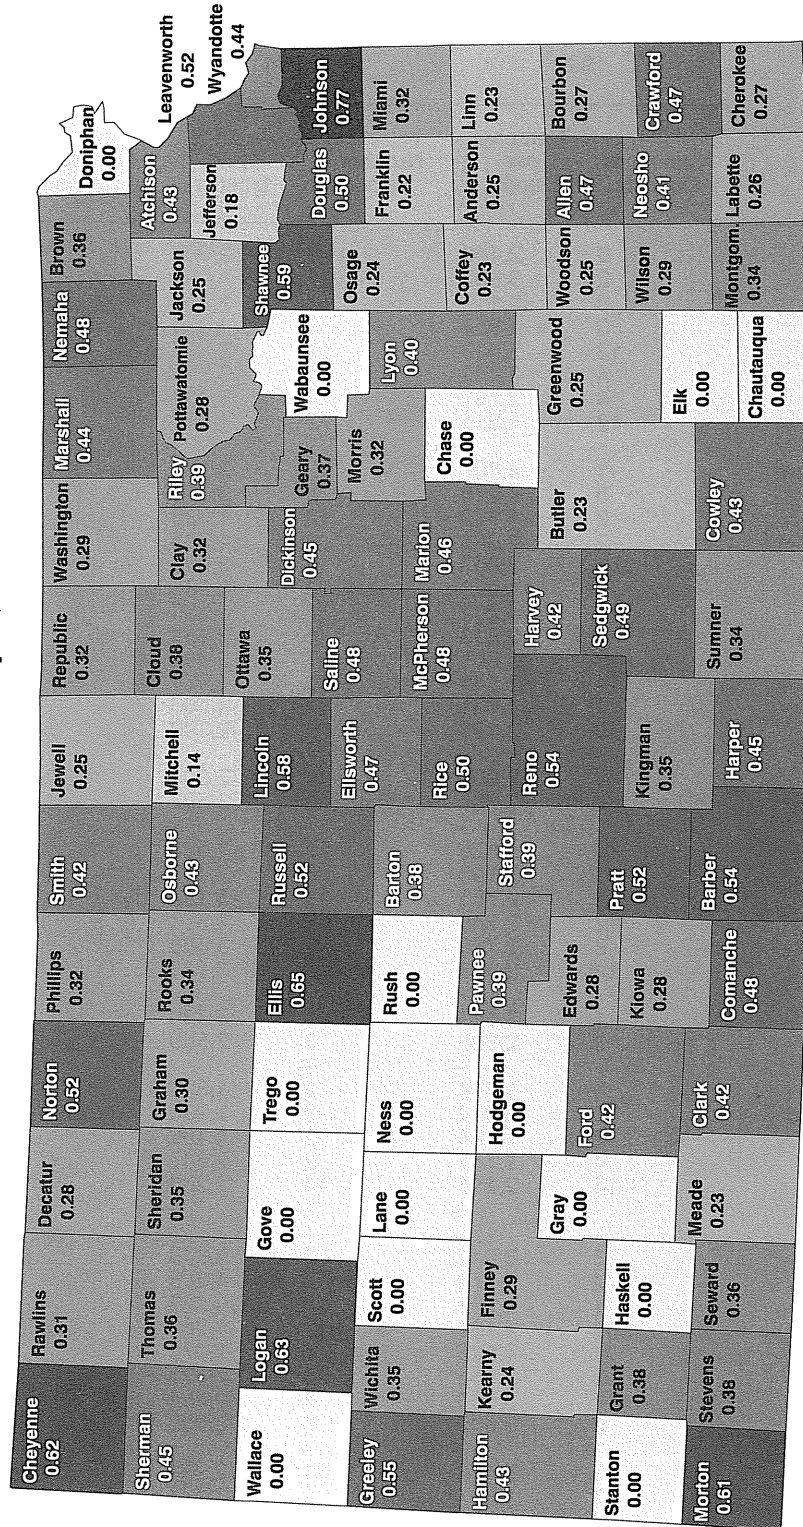 Cheyenne
0.62
Rawlins
0.31
Decatur
0.28
Norton
0.52
Phillips
0.32
Smith
0.42
Jewell
0.25
Republic
0.32
Washington
0.29
Marshall
0.44
Nemaha
0.48
Brown
0.36
Doniphan
0.00
Sherman
0.45
Thomas
0.36
Sheridan
0.35
Graham
0.30
Rooks
0.34
Osborne
0.43
Mitchell
0.14
Cloud
0.38
Clay
0.32
Riley
0.39
Pottawatomie
0.28
Jackson
0.25
Atchison
0.43
Jefferson
0.18
Leavenworth
0.52
Wyandotte
0.44
Wallace
0.00
Logan
0.63
Gove
0.00
Trego
0.00
Ellis
0.65
Russell
0.52
Lincoln
0.58
Ottawa
0.35
Saline
0.48
Dickinson
0.45
Geary
0.37
Morris
0.32
Wabaunsee
0.00
Shawnee
0.59
Douglas
0.50
Johnson
0.77
Greeley
0.55
Wichita
0.35
Scott
0.00
Lane
0.00
Ness
0.00
Rush
0.00
Barton
0.38
Ellsworth
0.47
Rice
0.50
McPherson
0.48
Marion
0.46
Chase
0.00
Lyon
0.40
Osage
0.24
Franklin
0.22
Miami
0.32
Coffey
0.23
Anderson
0.25
Linn
0.23
Hamilton
0.43
Kearny
0.24
Finney
0.29
Hodgeman
0.00
Pawnee
0.39
Stafford
0.39
Reno
0.54
Harvey
0.42
Butler
0.23
Greenwood
0.25
Woodson
0.25
Allen
0.47
Bourbon
0.27
Gray
0.00
Ford
0.42
Edwards
0.28
Kiowa
0.28
Pratt
0.52
Kingman
0.35
Sedgwick
0.49
Wilson
0.29
Neosho
0.41
Crawford
0.47
Stanton
0.00
Grant
0.38
Haskell
0.00
Elk
0.00
Morton
0.61
Stevens
0.38
Seward
0.36
Meade
0.23
Clark
0.42
Comanche
0.48
Barber
0.54
Harper
0.45
Sumner
0.34
Cowley
0.43
Chautauqua
0.00
Montgom.
0.34
Labette
0.26
Cherokee
0.27